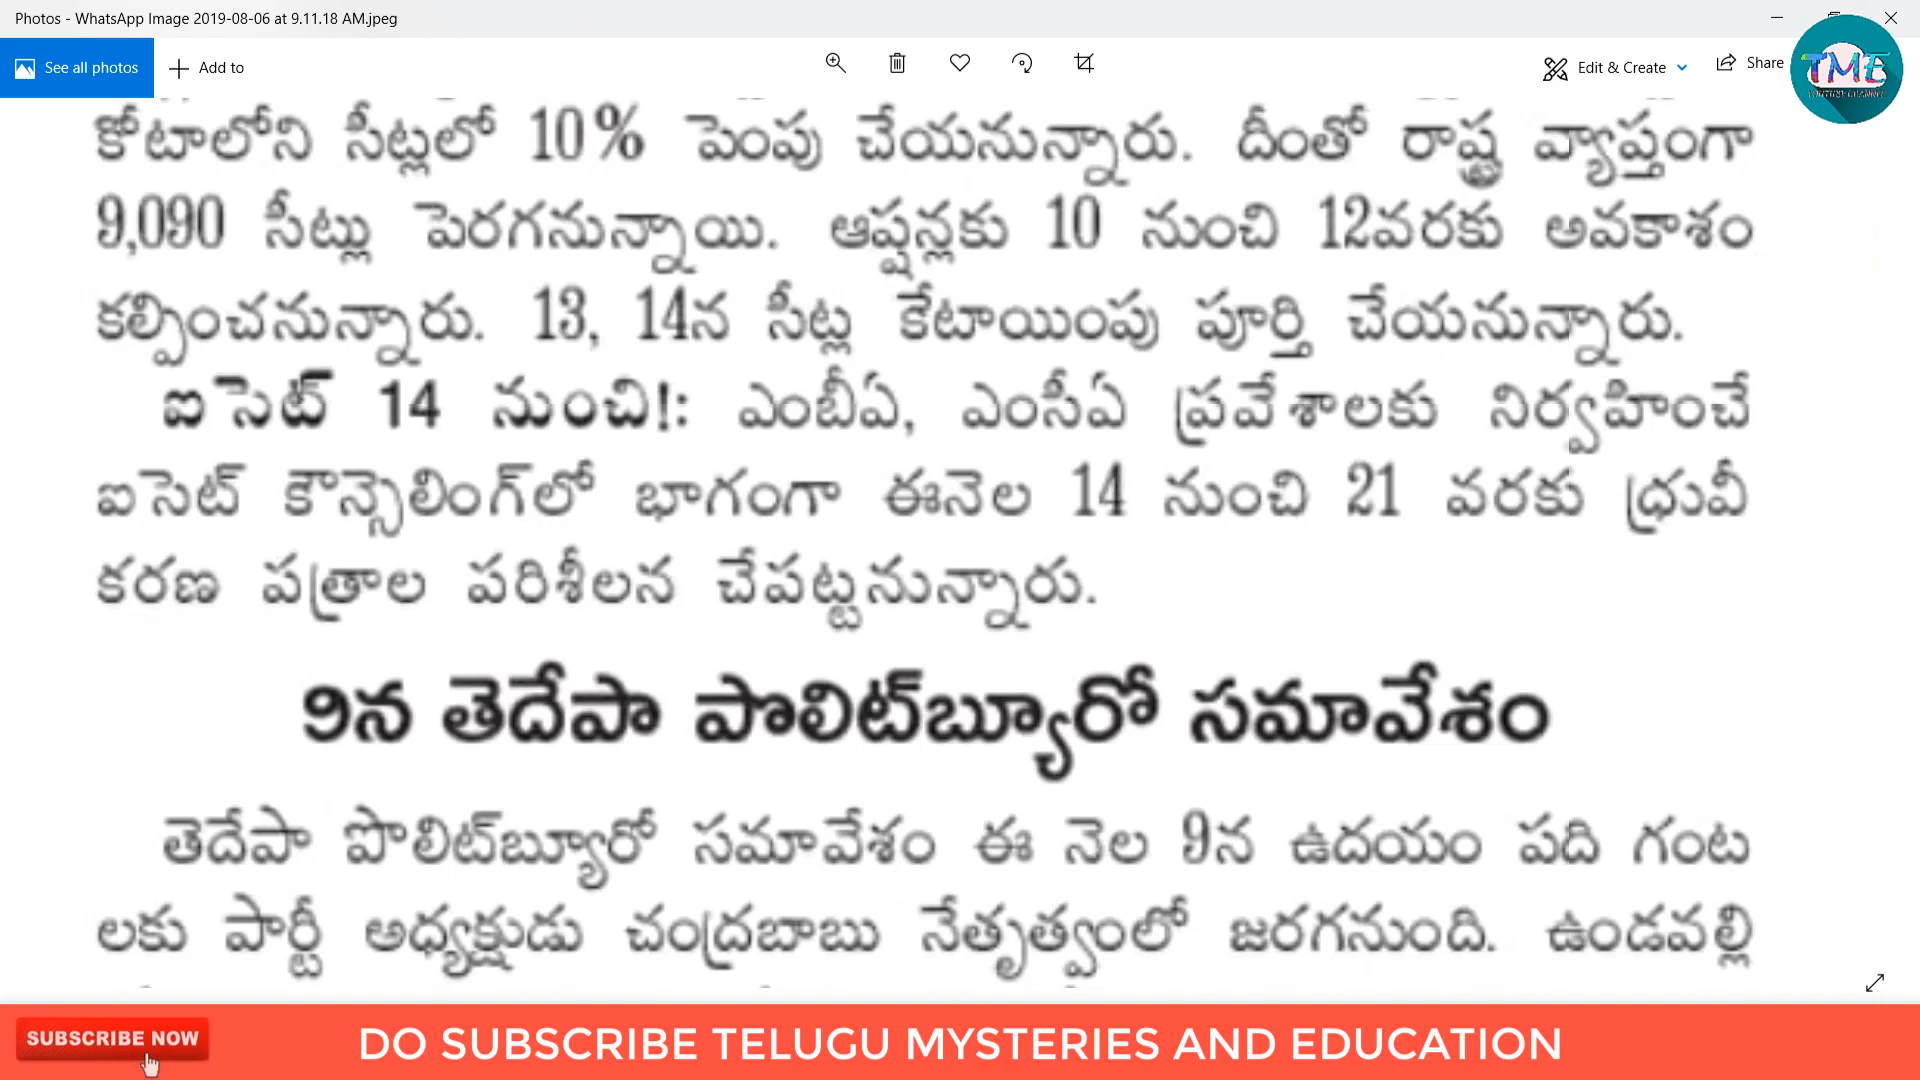 Photos - WhatsApp Image 2019-08-06 at 9.11.18 AM.jpeg
See all photos
Add to
Edit & Create
Share
TME
YOUTUBE CHANNEL
కోటాలోని సీట్లలో 10% పెంపు చేయనున్నారు. దీంతో రాష్ట్ర వ్యాప్తంగా
9,090 సీట్లు పెరగనున్నాయి. ఆప్షన్లకు 10 నుంచి 12వరకు అవకాశం
కల్పించనున్నారు. 13, 14న సీట్ల కేటాయింపు పూర్తి చేయనున్నారు.
ఐసెట్ 14 నుంచి!: ఎంబీఏ, ఎంసీఏ ప్రవేశాలకు నిర్వహించే
ఐసెట్ కౌన్సెలింగ్‌లో భాగంగా ఈనెల 14 నుంచి 21 వరకు ధ్రువీ
కరణ పత్రాల పరిశీలన చేపట్టనున్నారు.
9న తెదేపా పొలిట్‌బ్యూరో సమావేశం
తెదేపా పొలిట్‌బ్యూరో సమావేశం ఈ నెల 9న ఉదయం పది గంట
లకు పార్టీ అధ్యక్షుడు చంద్రబాబు నేతృత్వంలో జరగనుంది. ఉండవల్లి
SUBSCRIBE NOW
DO SUBSCRIBE TELUGU MYSTERIES AND EDUCATION